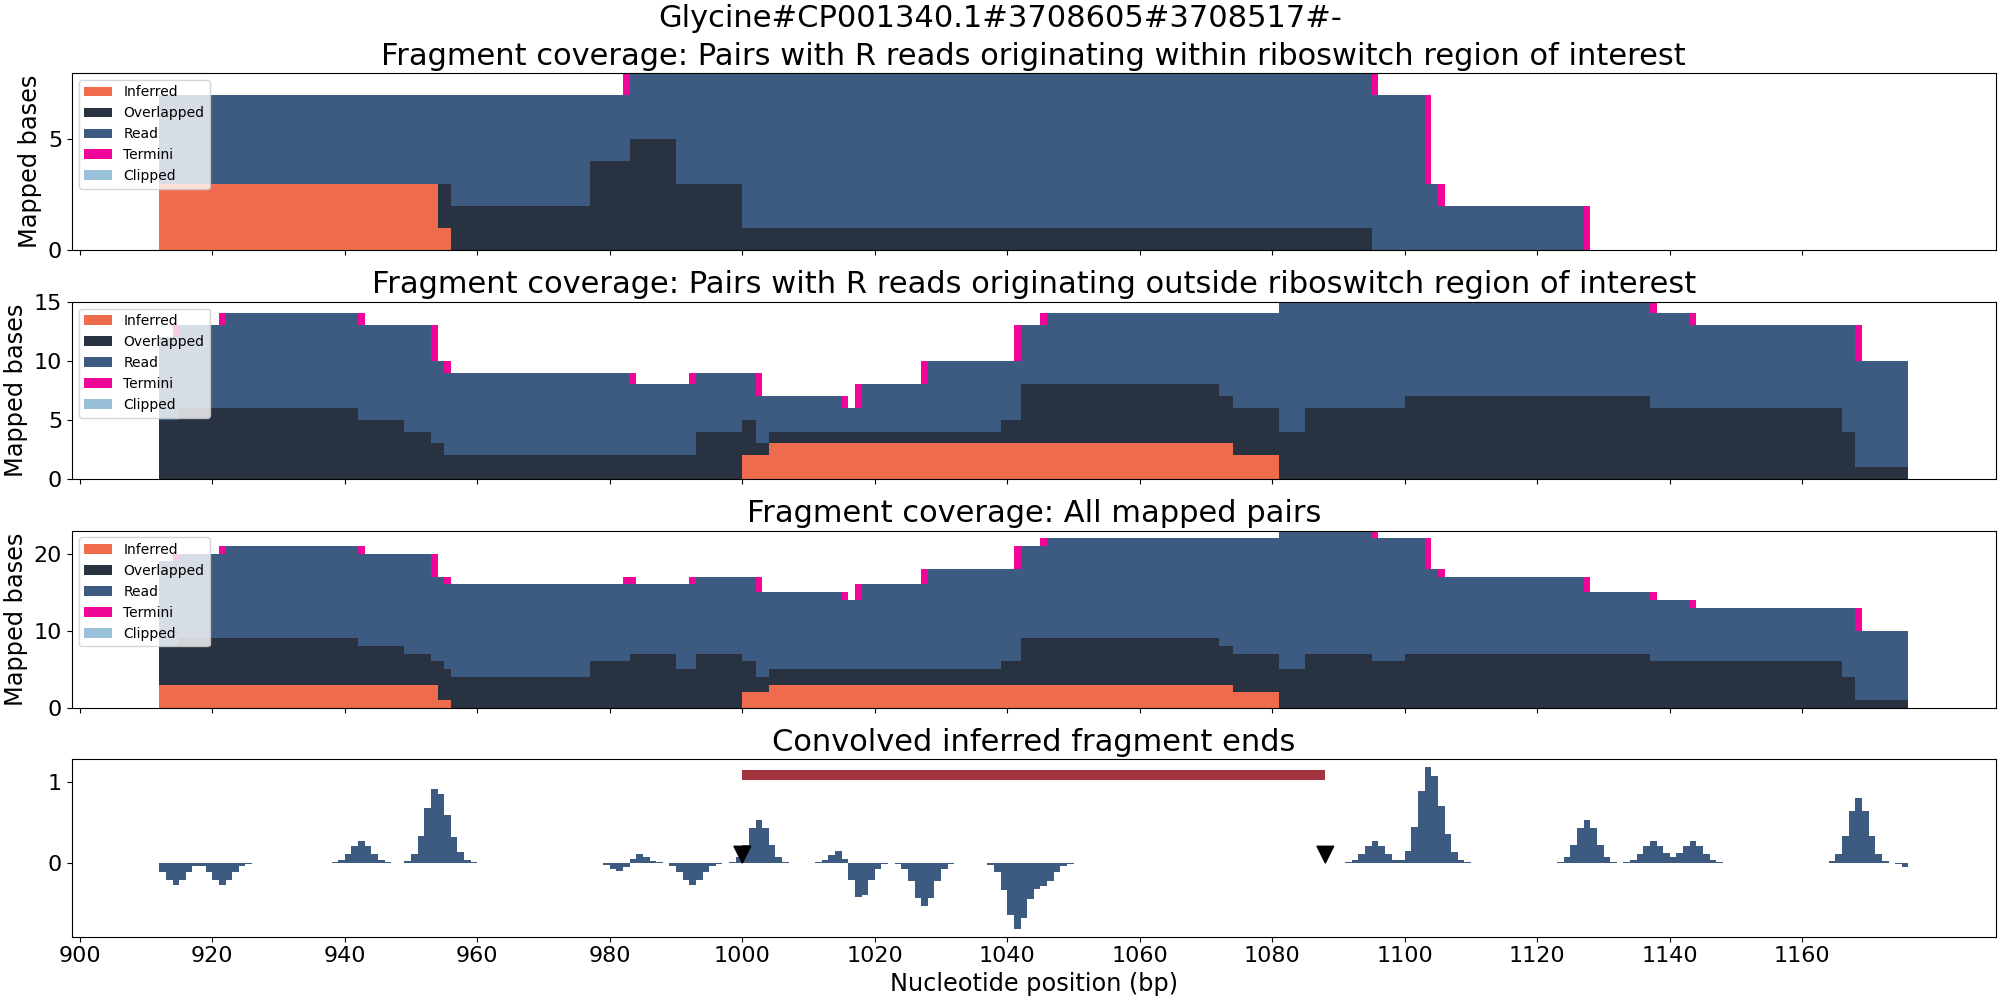 Glycine#CP001340.1#3708605#3708517#-
Fragment coverage: Pairs with R reads originating within riboswitch region of interest
Mapped bases
5
0
Inferred
Overlapped
Read
Termini
Clipped
Fragment coverage: Pairs with R reads originating outside riboswitch region of interest
Mapped bases
15
10
5
0
Inferred
Overlapped
Read
Termini
Clipped
Fragment coverage: All mapped pairs
Mapped bases
20
10
0
Inferred
Overlapped
Read
Termini
Clipped
Convolved inferred fragment ends
1
0
900 920 940 960 980 1000 1020 1040 1060 1080 1100 1120 1140 1160
Nucleotide position (bp)